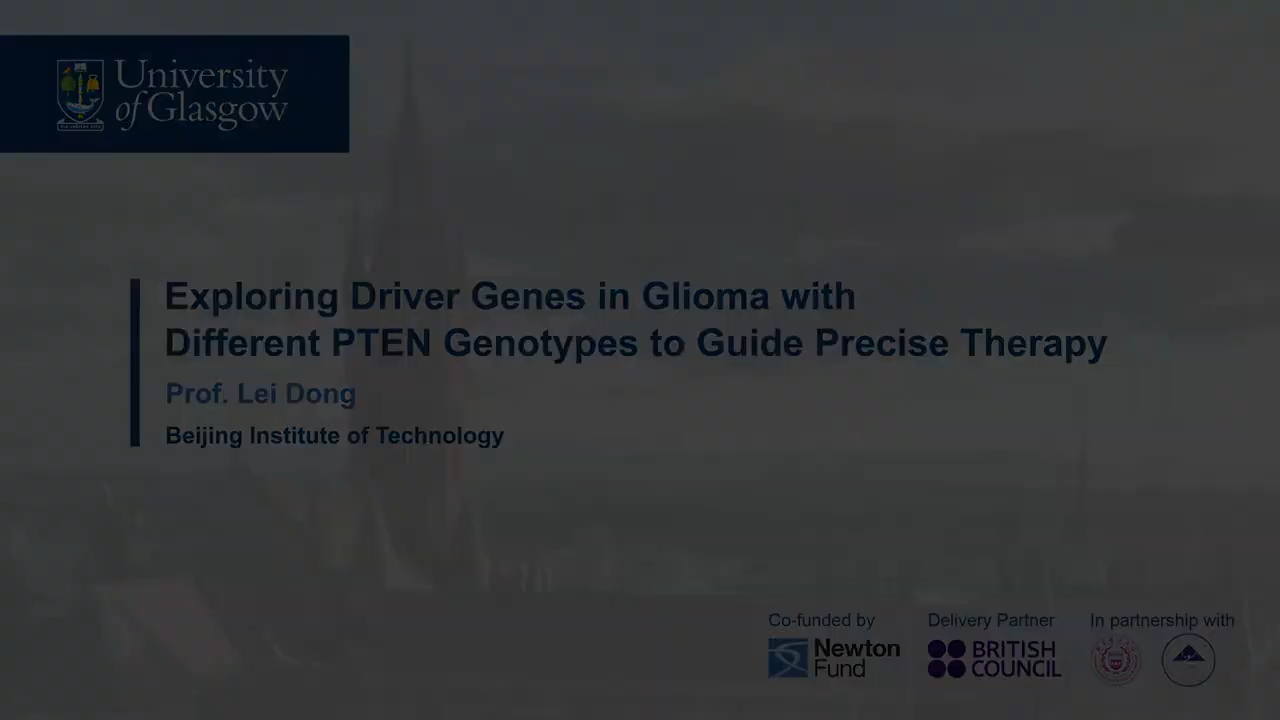 University
of Glasgow
Exploring Driver Genes in Glioma with
Different PTEN Genotypes to Guide Precise Therapy
Prof. Lei Dong
Beijing Institute of Technology
Co-funded by
Newton
Fund
Delivery Partner
BRITISH
COUNCIL
In partnership with